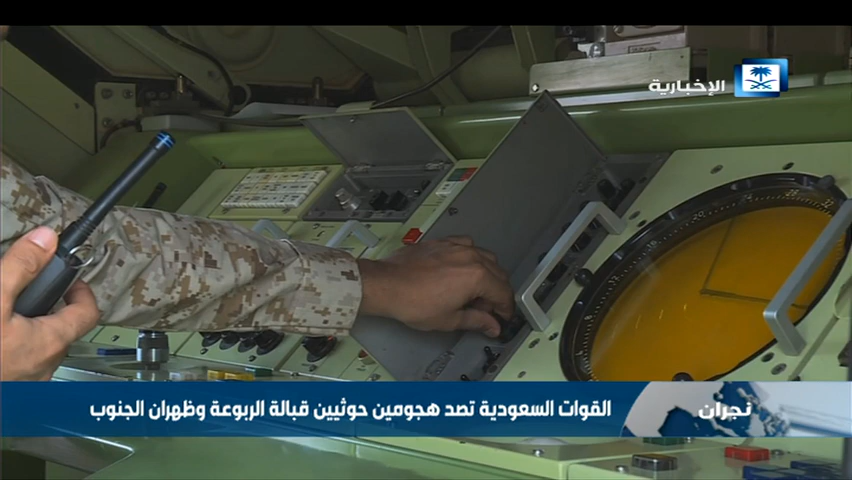 الإخبارية
نجران
القوات السعودية تصد هجومين حوثيين قبالة الربوعة وظهران الجنوب